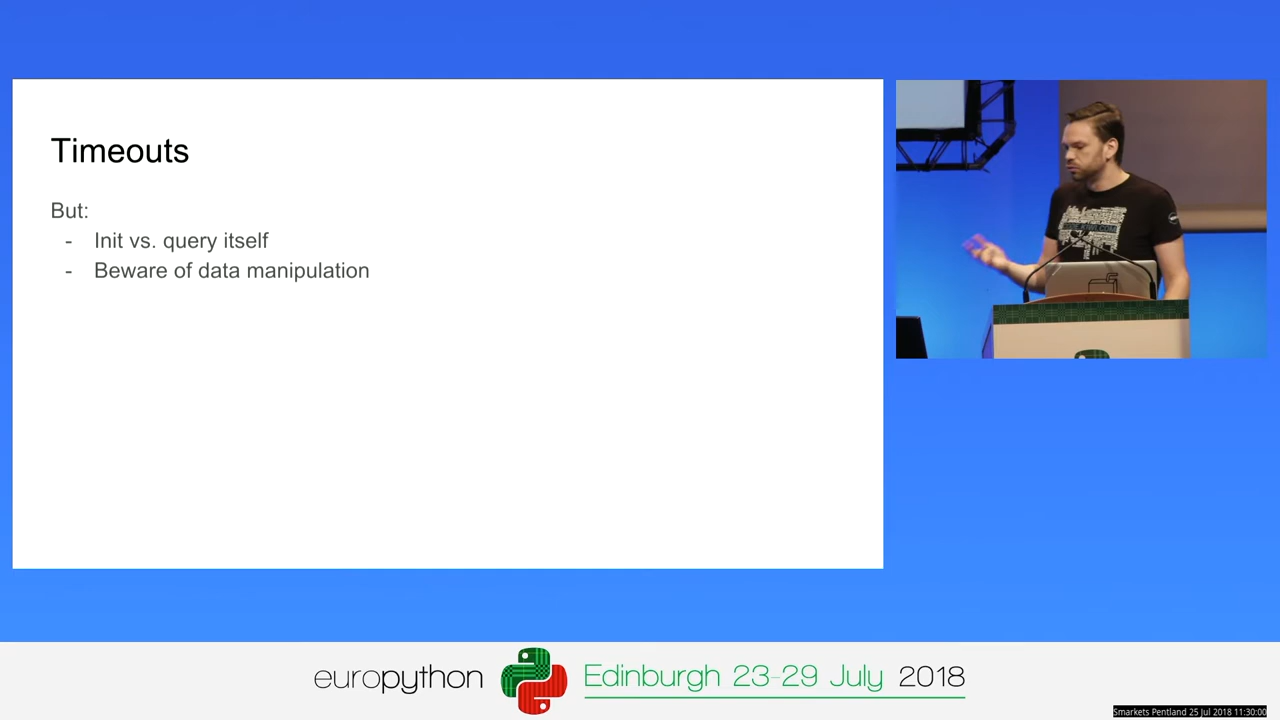 Timeouts
But:
- Init vs. query itself
- Beware of data manipulation
europython
Edinburgh 23-29 July 2018
Smarkets Pentland 25 Jul 2018 11:30:00